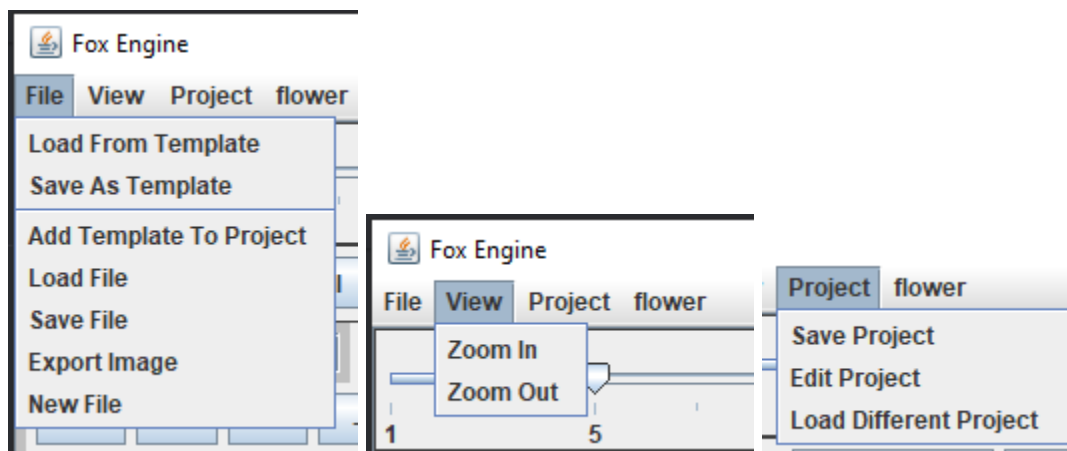 Fox Engine
File View Project flower
Load From Template
Save As Template
Add Template To Project
Load File
Save File
Export Image
New File
Fox Engine
File View Project flower
Zoom In
Zoom Out
1 5
Project flower
Save Project
Edit Project
Load Different Project